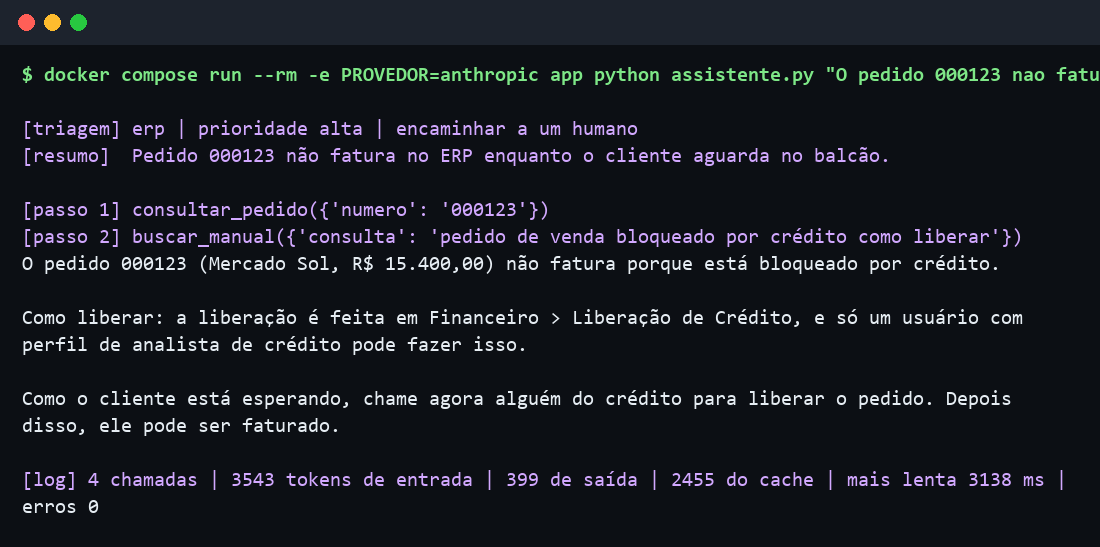 $ docker compose run --rm -e PROVEDOR=anthropic app python assistente.py "O pedido 000123 nao fatu
[triagem] erp | prioridade alta | encaminhar a um humano
[resumo]  Pedido 000123 não fatura no ERP enquanto o cliente aguarda no balcão.
[passo 1] consultar_pedido({'numero': '000123'})
[passo 2] buscar_manual({'consulta': 'pedido de venda bloqueado por crédito como liberar'})
O pedido 000123 (Mercado Sol, R$ 15.400,00) não fatura porque está bloqueado por crédito.
Como liberar: a liberação é feita em Financeiro > Liberação de Crédito, e só um usuário com
perfil de analista de crédito pode fazer isso.
Como o cliente está esperando, chame agora alguém do crédito para liberar o pedido. Depois
disso, ele pode ser faturado.
[log] 4 chamadas | 3543 tokens de entrada | 399 de saída | 2455 do cache | mais lenta 3138 ms |
erros 0